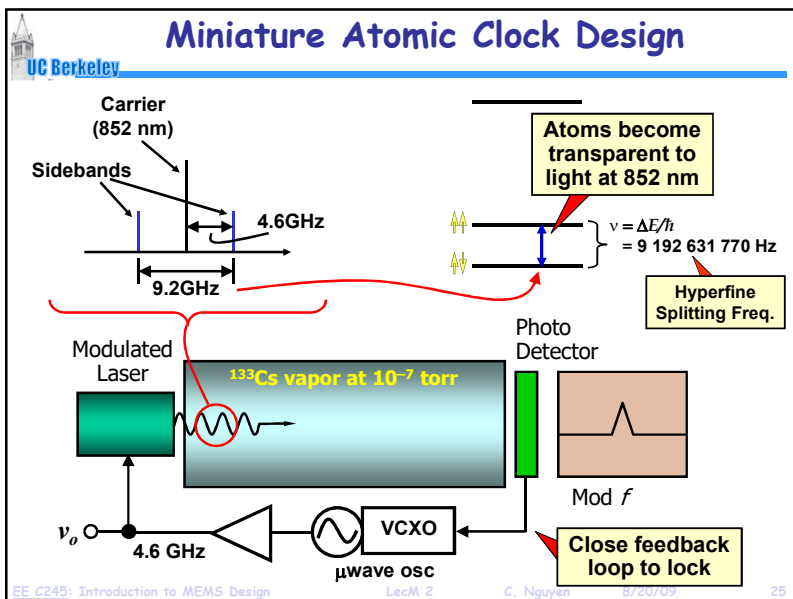 Miniature Atomic Clock Design
UC Berkeley
Carrier
(852 nm)
Sidebands
4.6GHz
9.2GHz
Atoms become
transparent to
light at 852 nm
ν = ΔE/ħ
= 9 192 631 770 Hz
Hyperfine
Splitting Freq.
Modulated
Laser
¹³³Cs vapor at 10⁻⁷ torr
Photo
Detector
Mod f
vₒ
4.6 GHz
VCXO
μwave osc
Close feedback
loop to lock
EE C245: Introduction to MEMS Design LecM 2 C. Nguyen 8/20/09 25